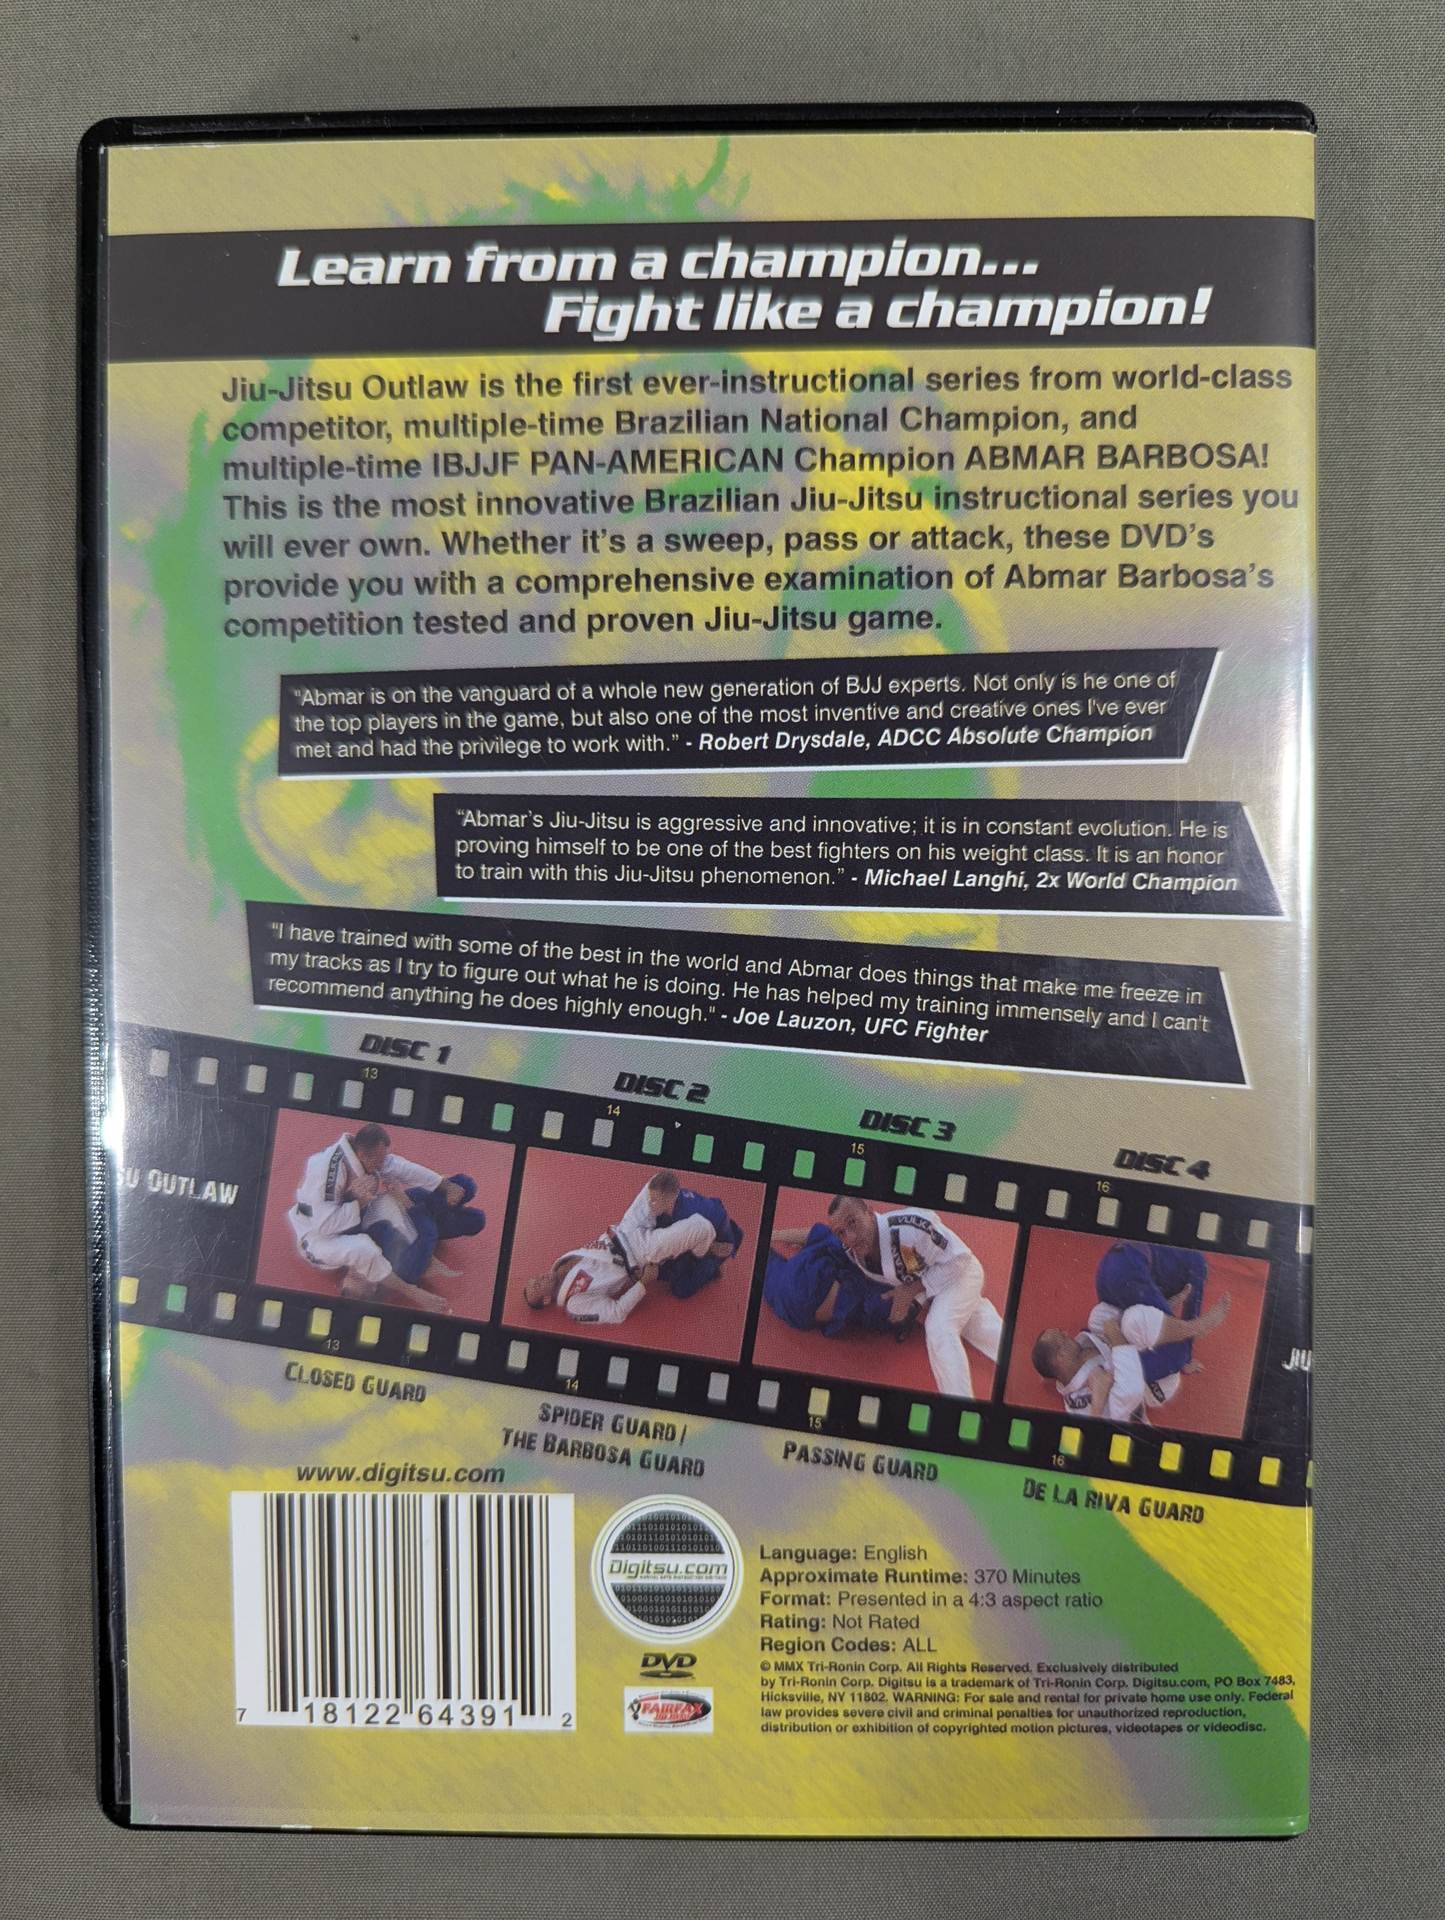 Learn from a champion...
Fight like a champion!
Jiu-Jitsu Outlaw is the first ever-instructional series from world-class
competitor, multiple-time Brazilian National Champion, and
multiple-time IBJJF PAN-AMERICAN Champion ABMAR BARBOSA!
This is the most innovative Brazilian Jiu-Jitsu instructional series you
will ever own. Whether it's a sweep, pass or attack, these DVD's
provide you with a comprehensive examination of Abmar Barbosa's
competition tested and proven Jiu-Jitsu game.
"Abmar is on the vanguard of a whole new generation of BJJ experts. Not only is he one of
the top players in the game, but also one of the most inventive and creative ones I've ever
met and had the privilege to work with." - Robert Drysdale, ADCC Absolute Champion
"Abmar's Jiu-Jitsu is aggressive and innovative; it is in constant evolution. He is
proving himself to be one of the best fighters on his weight class. It is an honor
to train with this Jiu-Jitsu phenomenon." - Michael Langhi, 2x World Champion
"I have trained with some of the best in the world and Abmar does things that make me freeze in
my tracks as I try to figure out what he is doing. He has helped my training immensely and I can't
recommend anything he does highly enough." - Joe Lauzon, UFC Fighter
DISC 1
DISC 2
DISC 3
DISC 4
13
14
15
16
SU OUTLAW
JIU
13
14
15
16
CLOSED GUARD
SPIDER GUARD /
THE BARBOSA GUARD
PASSING GUARD
DE LA RIVA GUARD
www.digitsu.com
7 18122 64391 2
Digitsu.com
DVD
FAIRFAX
Language: English
Approximate Runtime: 370 Minutes
Format: Presented in a 4:3 aspect ratio
Rating: Not Rated
Region Codes: ALL
© MMX Tri-Ronin Corp. All Rights Reserved. Exclusively distributed
by Tri-Ronin Corp. Digitsu is a trademark of Tri-Ronin Corp. Digitsu.com, PO Box 7483,
Hicksville, NY 11802. WARNING: For sale and rental for private home use only. Federal
law provides severe civil and criminal penalties for unauthorized reproduction,
distribution or exhibition of copyrighted motion pictures, videotapes or videodisc.